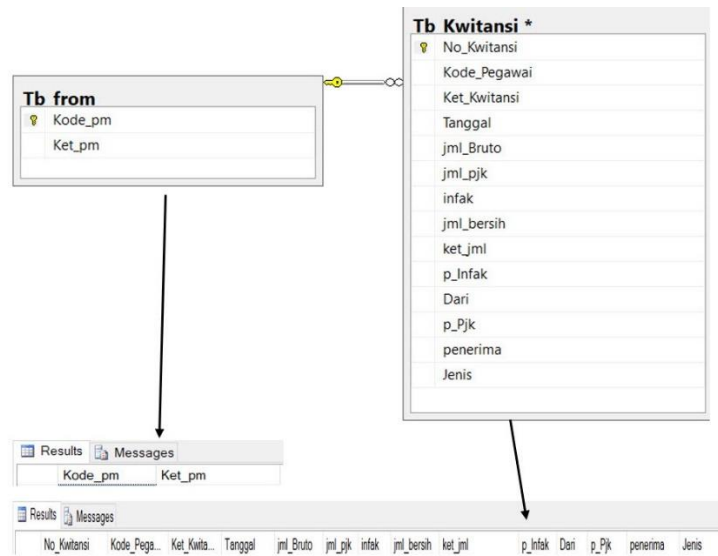 Tb Kwitansi *
No_Kwitansi
Kode_Pegawai
Ket_Kwitansi
Tanggal
jml_Bruto
jml_pjk
infak
jml_bersih
ket_jml
p_Infak
Dari
p_Pjk
penerima
Jenis
Tb from
Kode_pm
Ket_pm
Results Messages
Kode_pm Ket_pm
Results Messages
No_Kwitansi Kode_Pega... Ket_Kwita... Tanggal jml_Bruto jml_pjk infak jml_bersih ket_jml p_Infak Dari p_Pjk penerima Jenis